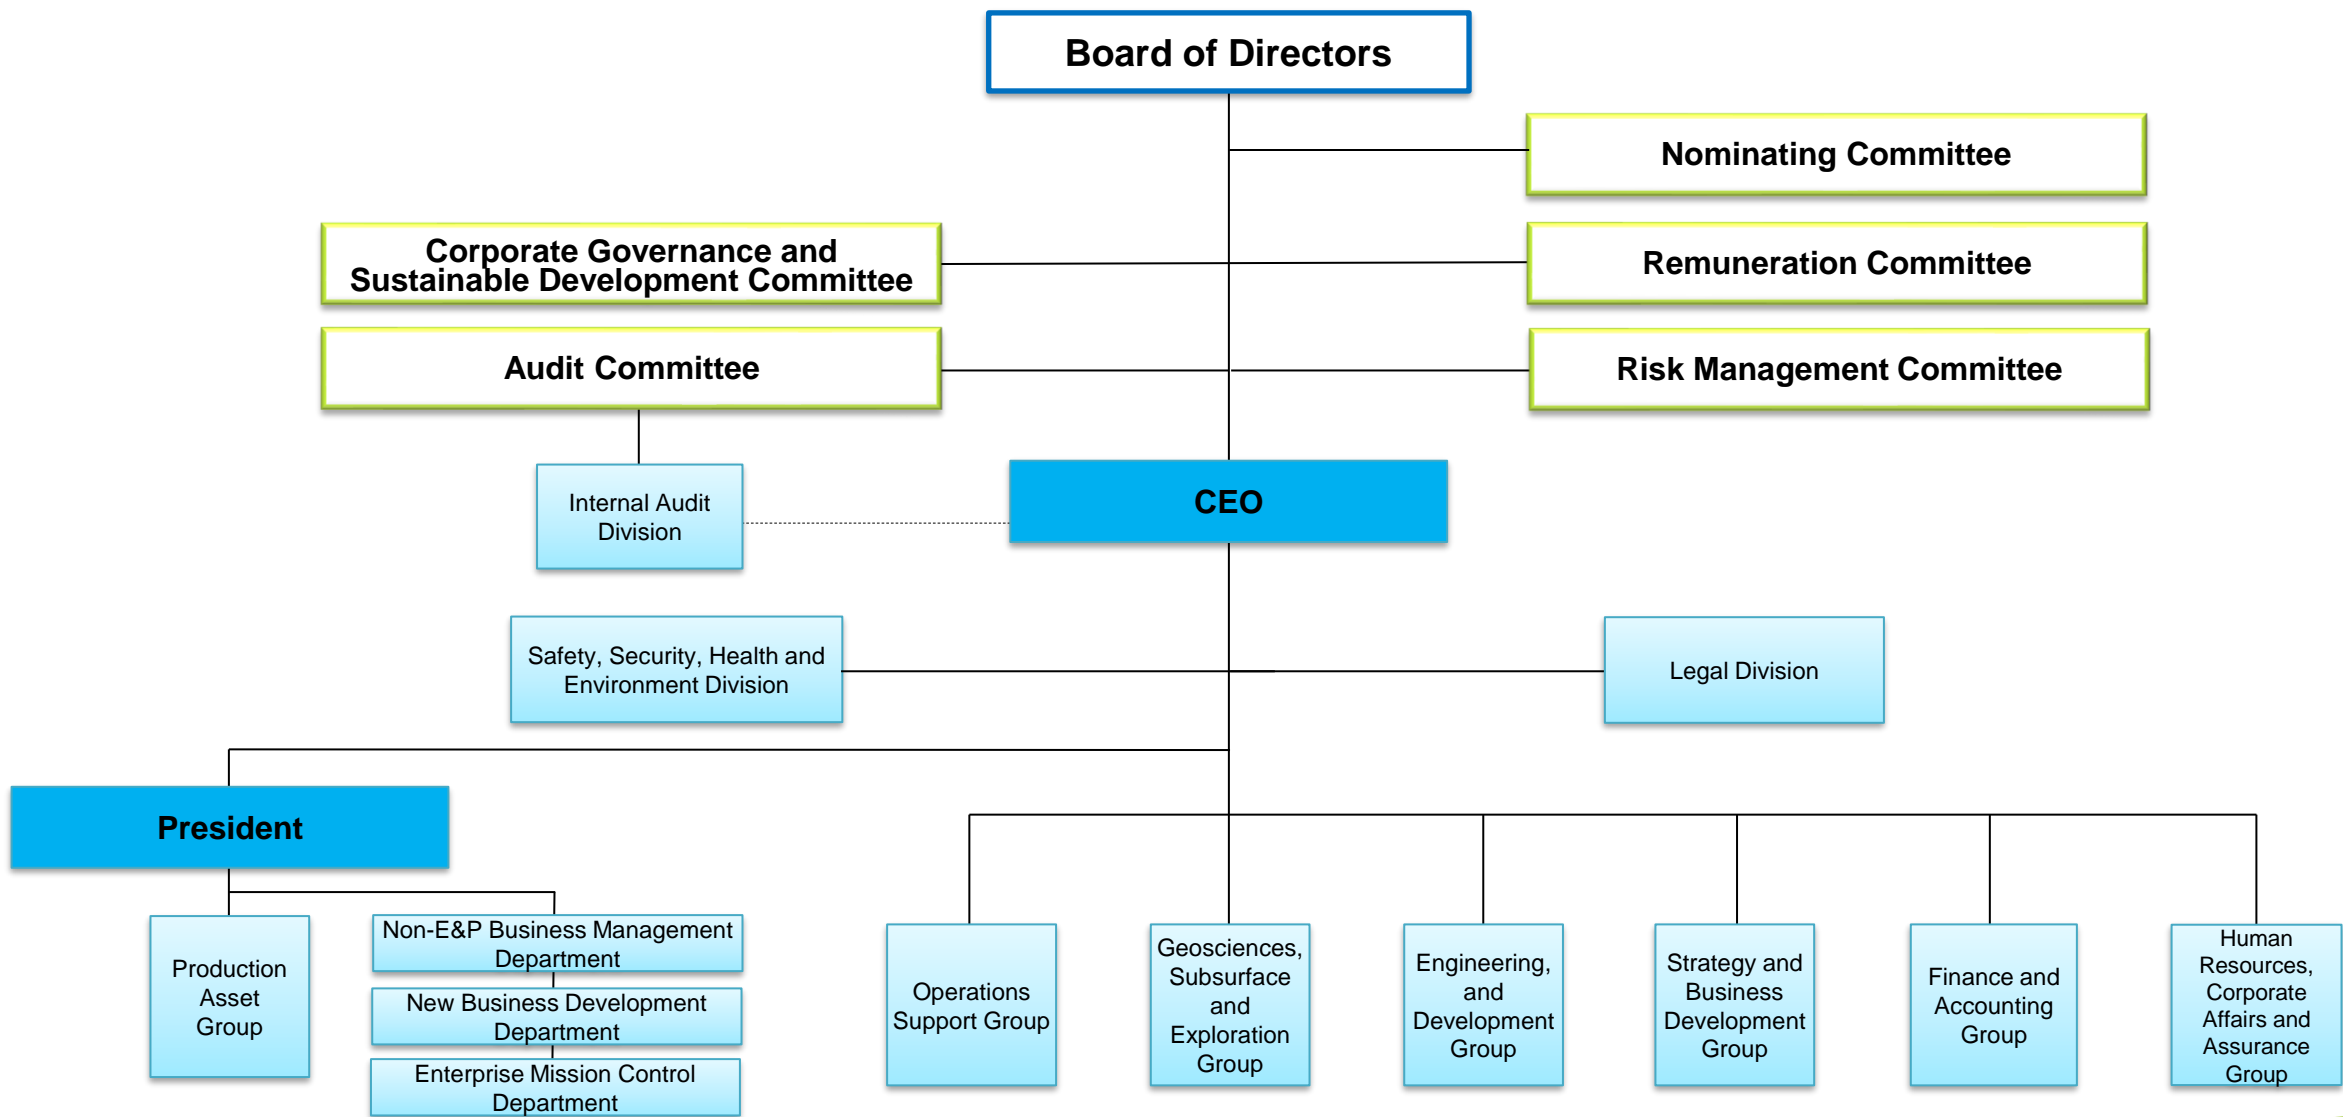 Board of Directors
Nominating Committee
Corporate Governance and
Sustainable Development Committee
Remuneration Committee
Audit Committee
Risk Management Committee
Internal Audit
Division
CEO
Safety, Security, Health and
Environment Division
Legal Division
President
Production
Asset
Group
Non-E&P Business Management
Department
New Business Development
Department
Enterprise Mission Control
Department
Operations
Support Group
Geosciences,
Subsurface
and
Exploration
Group
Engineering,
and
Development
Group
Strategy and
Business
Development
Group
Finance and
Accounting
Group
Human
Resources,
Corporate
Affairs and
Assurance
Group